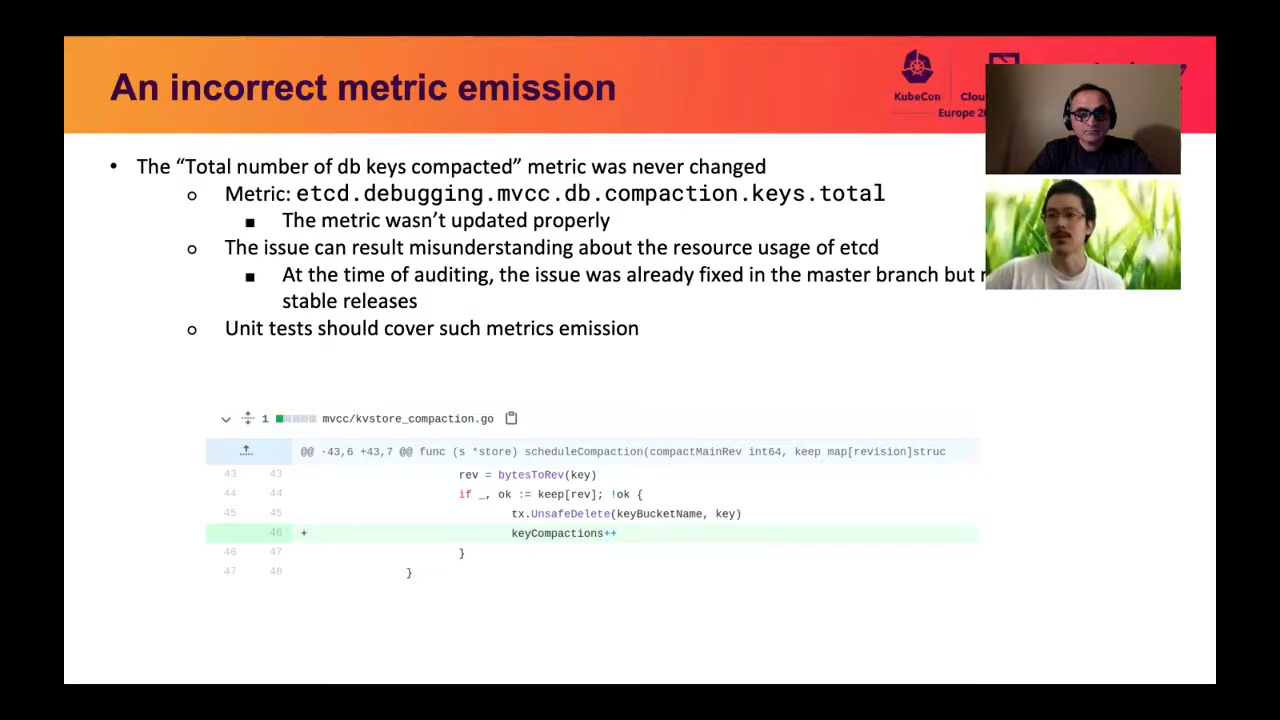 An incorrect metric emission
KubeCon
Europe
• The “Total number of db keys compacted” metric was never changed
○ Metric: etcd.debugging.mvcc.db.compaction.keys.total
■ The metric wasn’t updated properly
○ The issue can result misunderstanding about the resource usage of etcd
■ At the time of auditing, the issue was already fixed in the master branch but
stable releases
○ Unit tests should cover such metrics emission
1 mvcc/kvstore_compaction.go
@@ -43,6 +43,7 @@ func (s *store) scheduleCompaction(compactMainRev int64, keep map[revision]struc
43 43 rev = bytesToRev(key)
44 44 if _, ok := keep[rev]; !ok {
45 45 tx.UnsafeDelete(keyBucketName, key)
46 + keyCompactions++
46 47 }
47 48 }